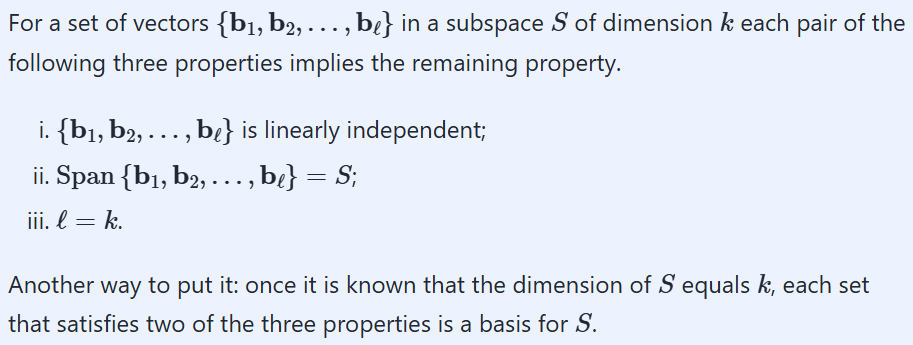 For a set of vectors {b₁, b₂, . . . , bℓ} in a subspace S of dimension k each pair of the
following three properties implies the remaining property.
i. {b₁, b₂, . . . , bℓ} is linearly independent;
ii. Span {b₁, b₂, . . . , bℓ} = S;
iii. ℓ = k.
Another way to put it: once it is known that the dimension of S equals k, each set
that satisfies two of the three properties is a basis for S.